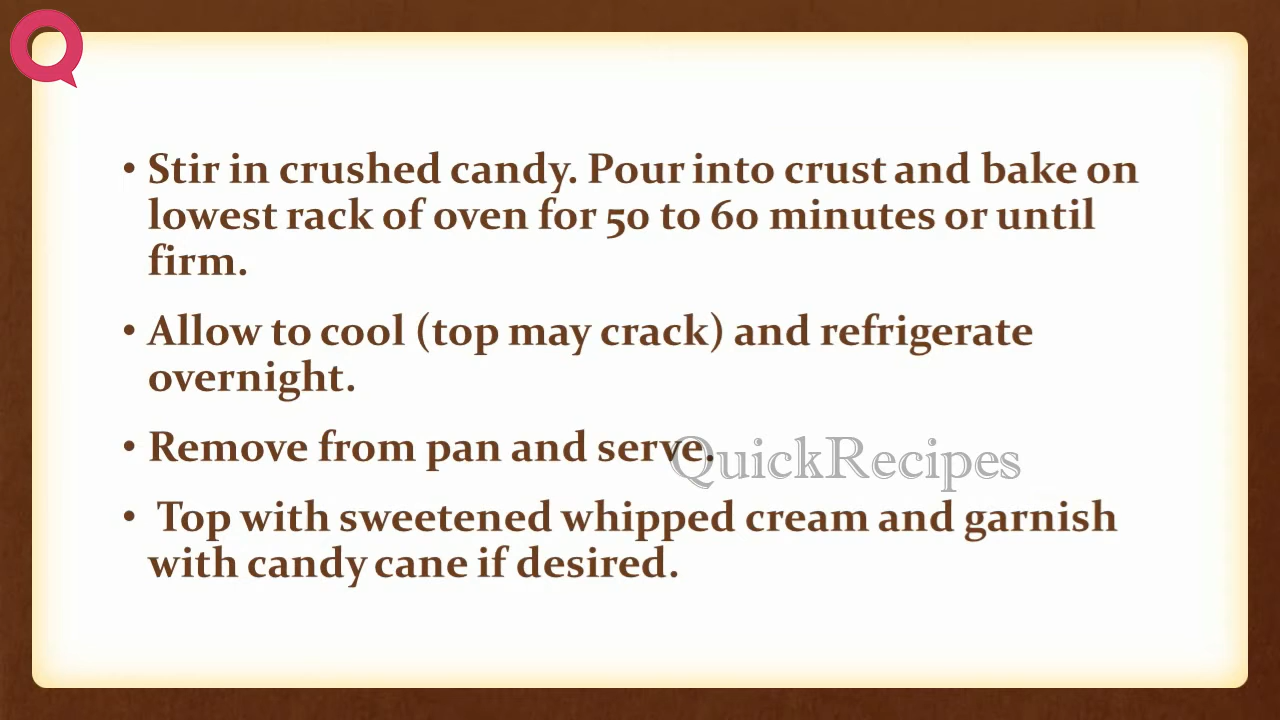 • Stir in crushed candy. Pour into crust and bake on
lowest rack of oven for 50 to 60 minutes or until
firm.
• Allow to cool (top may crack) and refrigerate
overnight.
• Remove from pan and serve.
QuickRecipes
• Top with sweetened whipped cream and garnish
with candy cane if desired.